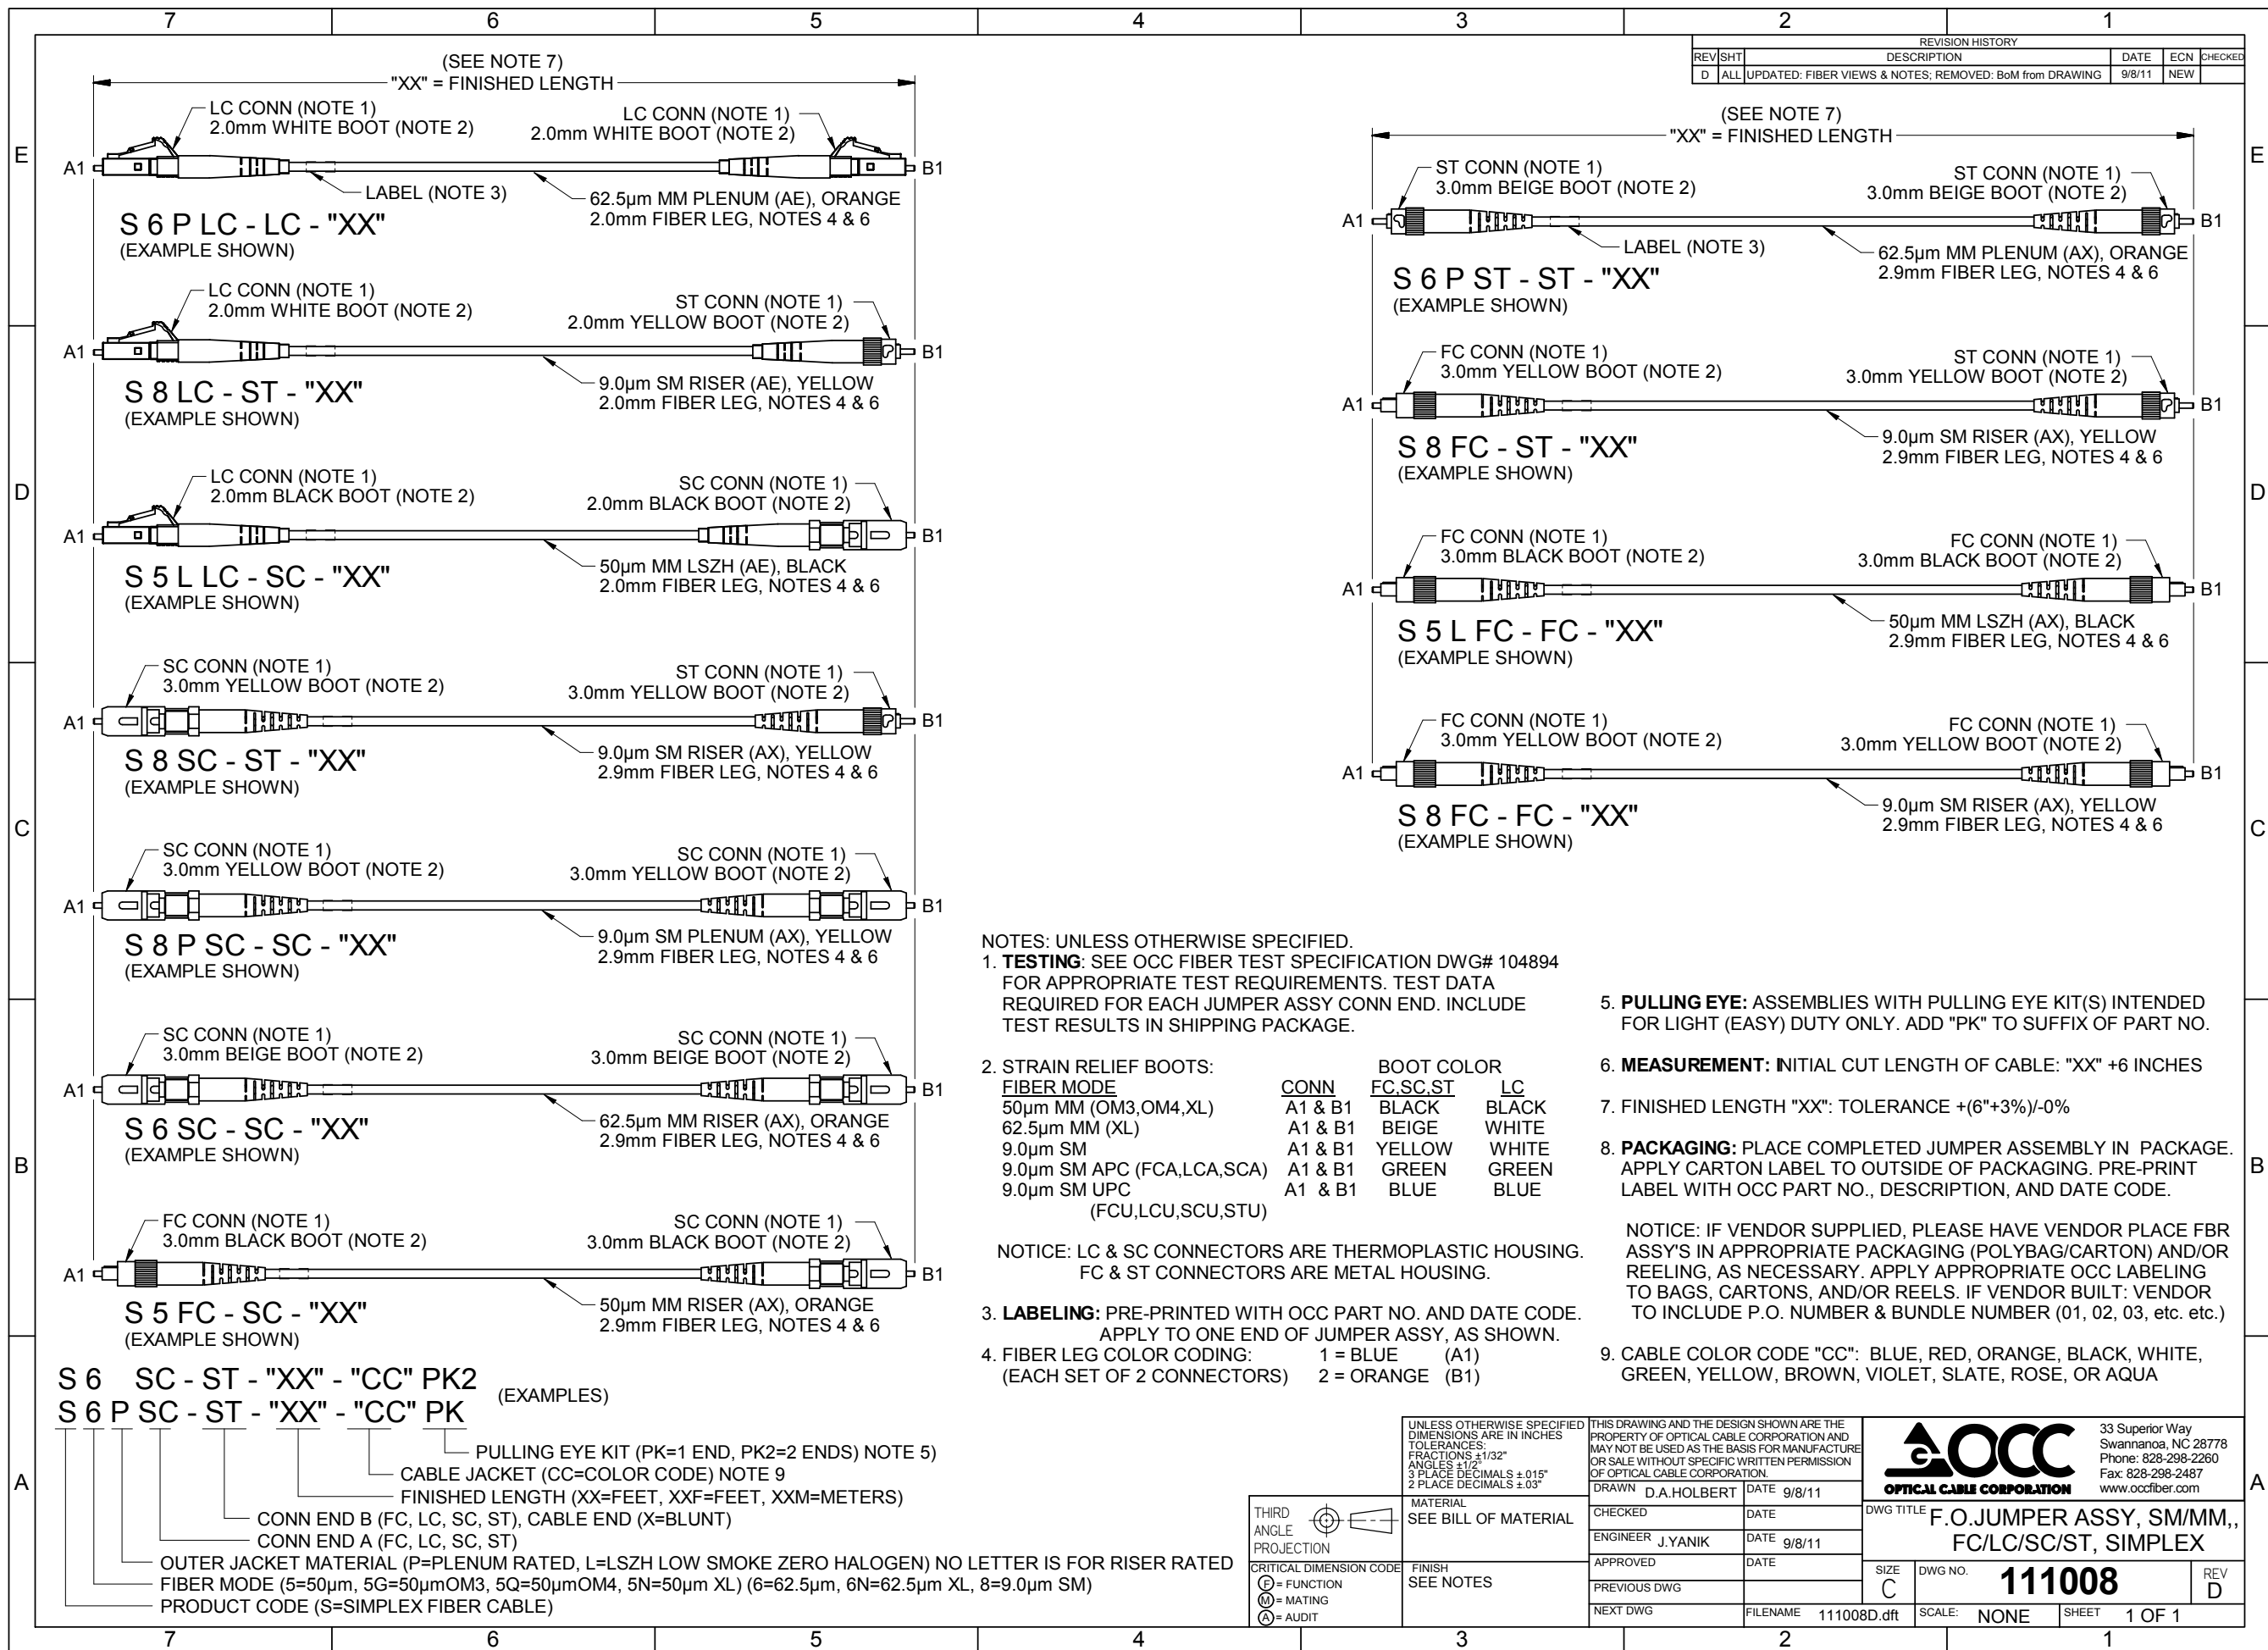 7 6 5 4 3 2 1
REVISION HISTORY
REV SHT DESCRIPTION DATE ECN CHECKED
D ALL UPDATED: FIBER VIEWS & NOTES; REMOVED: BoM from DRAWING 9/8/11 NEW
E
D
C
B
A
(SEE NOTE 7)
"XX" = FINISHED LENGTH
LC CONN (NOTE 1)
2.0mm WHITE BOOT (NOTE 2)
LC CONN (NOTE 1)
2.0mm WHITE BOOT (NOTE 2)
A1
B1
LABEL (NOTE 3)
62.5µm MM PLENUM (AE), ORANGE
2.0mm FIBER LEG, NOTES 4 & 6
S 6 P LC - LC - "XX"
(EXAMPLE SHOWN)
LC CONN (NOTE 1)
2.0mm WHITE BOOT (NOTE 2)
ST CONN (NOTE 1)
2.0mm YELLOW BOOT (NOTE 2)
A1
B1
9.0µm SM RISER (AE), YELLOW
2.0mm FIBER LEG, NOTES 4 & 6
S 8 LC - ST - "XX"
(EXAMPLE SHOWN)
LC CONN (NOTE 1)
2.0mm BLACK BOOT (NOTE 2)
SC CONN (NOTE 1)
2.0mm BLACK BOOT (NOTE 2)
A1
B1
50µm MM LSZH (AE), BLACK
2.0mm FIBER LEG, NOTES 4 & 6
S 5 L LC - SC - "XX"
(EXAMPLE SHOWN)
SC CONN (NOTE 1)
3.0mm YELLOW BOOT (NOTE 2)
ST CONN (NOTE 1)
3.0mm YELLOW BOOT (NOTE 2)
A1
B1
9.0µm SM RISER (AX), YELLOW
2.9mm FIBER LEG, NOTES 4 & 6
S 8 SC - ST - "XX"
(EXAMPLE SHOWN)
SC CONN (NOTE 1)
3.0mm YELLOW BOOT (NOTE 2)
SC CONN (NOTE 1)
3.0mm YELLOW BOOT (NOTE 2)
A1
B1
9.0µm SM PLENUM (AX), YELLOW
2.9mm FIBER LEG, NOTES 4 & 6
S 8 P SC - SC - "XX"
(EXAMPLE SHOWN)
SC CONN (NOTE 1)
3.0mm BEIGE BOOT (NOTE 2)
SC CONN (NOTE 1)
3.0mm BEIGE BOOT (NOTE 2)
A1
B1
62.5µm MM RISER (AX), ORANGE
2.9mm FIBER LEG, NOTES 4 & 6
S 6 SC - SC - "XX"
(EXAMPLE SHOWN)
FC CONN (NOTE 1)
3.0mm BLACK BOOT (NOTE 2)
SC CONN (NOTE 1)
3.0mm BLACK BOOT (NOTE 2)
A1
B1
50µm MM RISER (AX), ORANGE
2.9mm FIBER LEG, NOTES 4 & 6
S 5 FC - SC - "XX"
(EXAMPLE SHOWN)
(SEE NOTE 7)
"XX" = FINISHED LENGTH
ST CONN (NOTE 1)
3.0mm BEIGE BOOT (NOTE 2)
ST CONN (NOTE 1)
3.0mm BEIGE BOOT (NOTE 2)
A1
B1
LABEL (NOTE 3)
62.5µm MM PLENUM (AX), ORANGE
2.9mm FIBER LEG, NOTES 4 & 6
S 6 P ST - ST - "XX"
(EXAMPLE SHOWN)
FC CONN (NOTE 1)
3.0mm YELLOW BOOT (NOTE 2)
ST CONN (NOTE 1)
3.0mm YELLOW BOOT (NOTE 2)
A1
B1
9.0µm SM RISER (AX), YELLOW
2.9mm FIBER LEG, NOTES 4 & 6
S 8 FC - ST - "XX"
(EXAMPLE SHOWN)
FC CONN (NOTE 1)
3.0mm BLACK BOOT (NOTE 2)
FC CONN (NOTE 1)
3.0mm BLACK BOOT (NOTE 2)
A1
B1
50µm MM LSZH (AX), BLACK
2.9mm FIBER LEG, NOTES 4 & 6
S 5 L FC - FC - "XX"
(EXAMPLE SHOWN)
FC CONN (NOTE 1)
3.0mm YELLOW BOOT (NOTE 2)
FC CONN (NOTE 1)
3.0mm YELLOW BOOT (NOTE 2)
A1
B1
9.0µm SM RISER (AX), YELLOW
2.9mm FIBER LEG, NOTES 4 & 6
S 8 FC - FC - "XX"
(EXAMPLE SHOWN)
NOTES: UNLESS OTHERWISE SPECIFIED.
1. TESTING: SEE OCC FIBER TEST SPECIFICATION DWG# 104894
FOR APPROPRIATE TEST REQUIREMENTS. TEST DATA
REQUIRED FOR EACH JUMPER ASSY CONN END. INCLUDE
TEST RESULTS IN SHIPPING PACKAGE.
2. STRAIN RELIEF BOOTS: BOOT COLOR
FIBER MODE CONN FC,SC,ST LC
50µm MM (OM3,OM4,XL) A1 & B1 BLACK BLACK
62.5µm MM (XL) A1 & B1 BEIGE WHITE
9.0µm SM A1 & B1 YELLOW WHITE
9.0µm SM APC (FCA,LCA,SCA) A1 & B1 GREEN GREEN
9.0µm SM UPC A1 & B1 BLUE BLUE
(FCU,LCU,SCU,STU)
NOTICE: LC & SC CONNECTORS ARE THERMOPLASTIC HOUSING.
FC & ST CONNECTORS ARE METAL HOUSING.
3. LABELING: PRE-PRINTED WITH OCC PART NO. AND DATE CODE.
APPLY TO ONE END OF JUMPER ASSY, AS SHOWN.
4. FIBER LEG COLOR CODING: 1 = BLUE (A1)
(EACH SET OF 2 CONNECTORS) 2 = ORANGE (B1)
5. PULLING EYE: ASSEMBLIES WITH PULLING EYE KIT(S) INTENDED
FOR LIGHT (EASY) DUTY ONLY. ADD "PK" TO SUFFIX OF PART NO.
6. MEASUREMENT: INITIAL CUT LENGTH OF CABLE: "XX" +6 INCHES
7. FINISHED LENGTH "XX": TOLERANCE +(6"+3%)/-0%
8. PACKAGING: PLACE COMPLETED JUMPER ASSEMBLY IN PACKAGE.
APPLY CARTON LABEL TO OUTSIDE OF PACKAGING. PRE-PRINT
LABEL WITH OCC PART NO., DESCRIPTION, AND DATE CODE.
NOTICE: IF VENDOR SUPPLIED, PLEASE HAVE VENDOR PLACE FBR
ASSY'S IN APPROPRIATE PACKAGING (POLYBAG/CARTON) AND/OR
REELING, AS NECESSARY. APPLY APPROPRIATE OCC LABELING
TO BAGS, CARTONS, AND/OR REELS. IF VENDOR BUILT: VENDOR
TO INCLUDE P.O. NUMBER & BUNDLE NUMBER (01, 02, 03, etc. etc.)
9. CABLE COLOR CODE "CC": BLUE, RED, ORANGE, BLACK, WHITE,
GREEN, YELLOW, BROWN, VIOLET, SLATE, ROSE, OR AQUA
S 6 SC - ST - "XX" - "CC" PK2
(EXAMPLES)
S 6 P SC - ST - "XX" - "CC" PK
PULLING EYE KIT (PK=1 END, PK2=2 ENDS) NOTE 5)
CABLE JACKET (CC=COLOR CODE) NOTE 9
FINISHED LENGTH (XX=FEET, XXF=FEET, XXM=METERS)
CONN END B (FC, LC, SC, ST), CABLE END (X=BLUNT)
CONN END A (FC, LC, SC, ST)
OUTER JACKET MATERIAL (P=PLENUM RATED, L=LSZH LOW SMOKE ZERO HALOGEN) NO LETTER IS FOR RISER RATED
FIBER MODE (5=50µm, 5G=50µmOM3, 5Q=50µmOM4, 5N=50µm XL) (6=62.5µm, 6N=62.5µm XL, 8=9.0µm SM)
PRODUCT CODE (S=SIMPLEX FIBER CABLE)
THIRD
ANGLE
PROJECTION
CRITICAL DIMENSION CODE
F = FUNCTION
M = MATING
A = AUDIT
UNLESS OTHERWISE SPECIFIED
DIMENSIONS ARE IN INCHES
TOLERANCES:
FRACTIONS ±1/32"
ANGLES ±1/2°
3 PLACE DECIMALS ±.015"
2 PLACE DECIMALS ±.03"
MATERIAL
SEE BILL OF MATERIAL
FINISH
SEE NOTES
THIS DRAWING AND THE DESIGN SHOWN ARE THE
PROPERTY OF OPTICAL CABLE CORPORATION AND
MAY NOT BE USED AS THE BASIS FOR MANUFACTURE
OR SALE WITHOUT SPECIFIC WRITTEN PERMISSION
OF OPTICAL CABLE CORPORATION.
DRAWN D.A.HOLBERT DATE 9/8/11
CHECKED DATE
ENGINEER J.YANIK DATE 9/8/11
APPROVED DATE
PREVIOUS DWG
NEXT DWG FILENAME 111008D.dft
OCC
OPTICAL CABLE CORPORATION
33 Superior Way
Swannanoa, NC 28778
Phone: 828-298-2260
Fax: 828-298-2487
www.occfiber.com
DWG TITLE F.O.JUMPER ASSY, SM/MM,,
FC/LC/SC/ST, SIMPLEX
SIZE C DWG NO. 111008 REV D
SCALE: NONE SHEET 1 OF 1
E
D
C
B
A
7 6 5 4 3 2 1